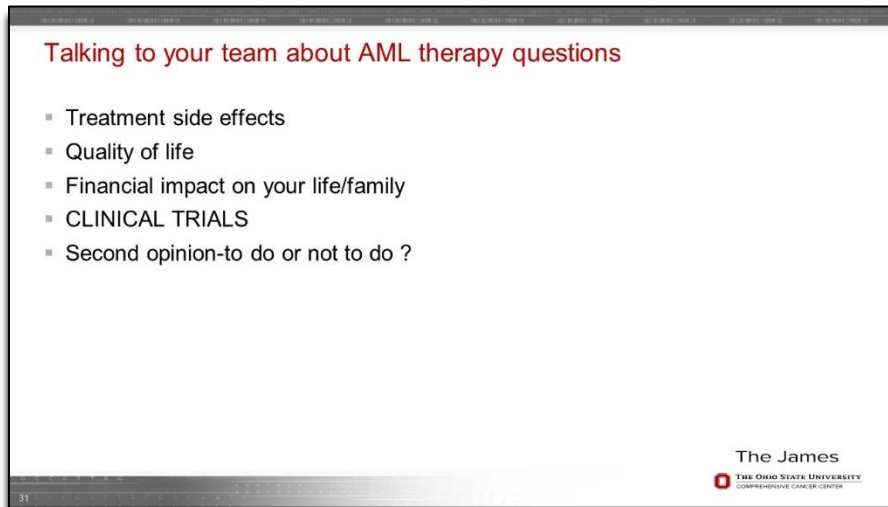 Talking to your team about AML therapy questions
Treatment side effects
Quality of life
Financial impact on your life/family
CLINICAL TRIALS
Second opinion-to do or not to do ?
The James
THE OHIO STATE UNIVERSITY
COMPREHENSIVE CANCER CENTER
31